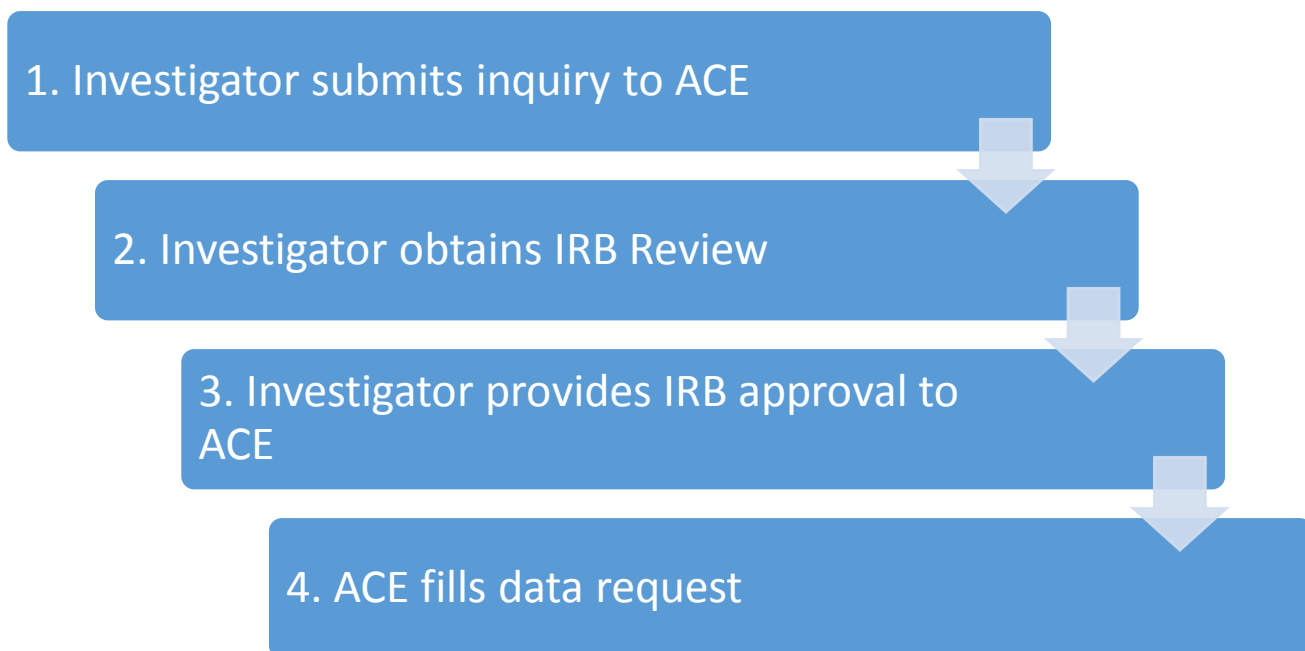 1. Investigator submits inquiry to ACE
2. Investigator obtains IRB Review
3. Investigator provides IRB approval to
ACE
4. ACE fills data request